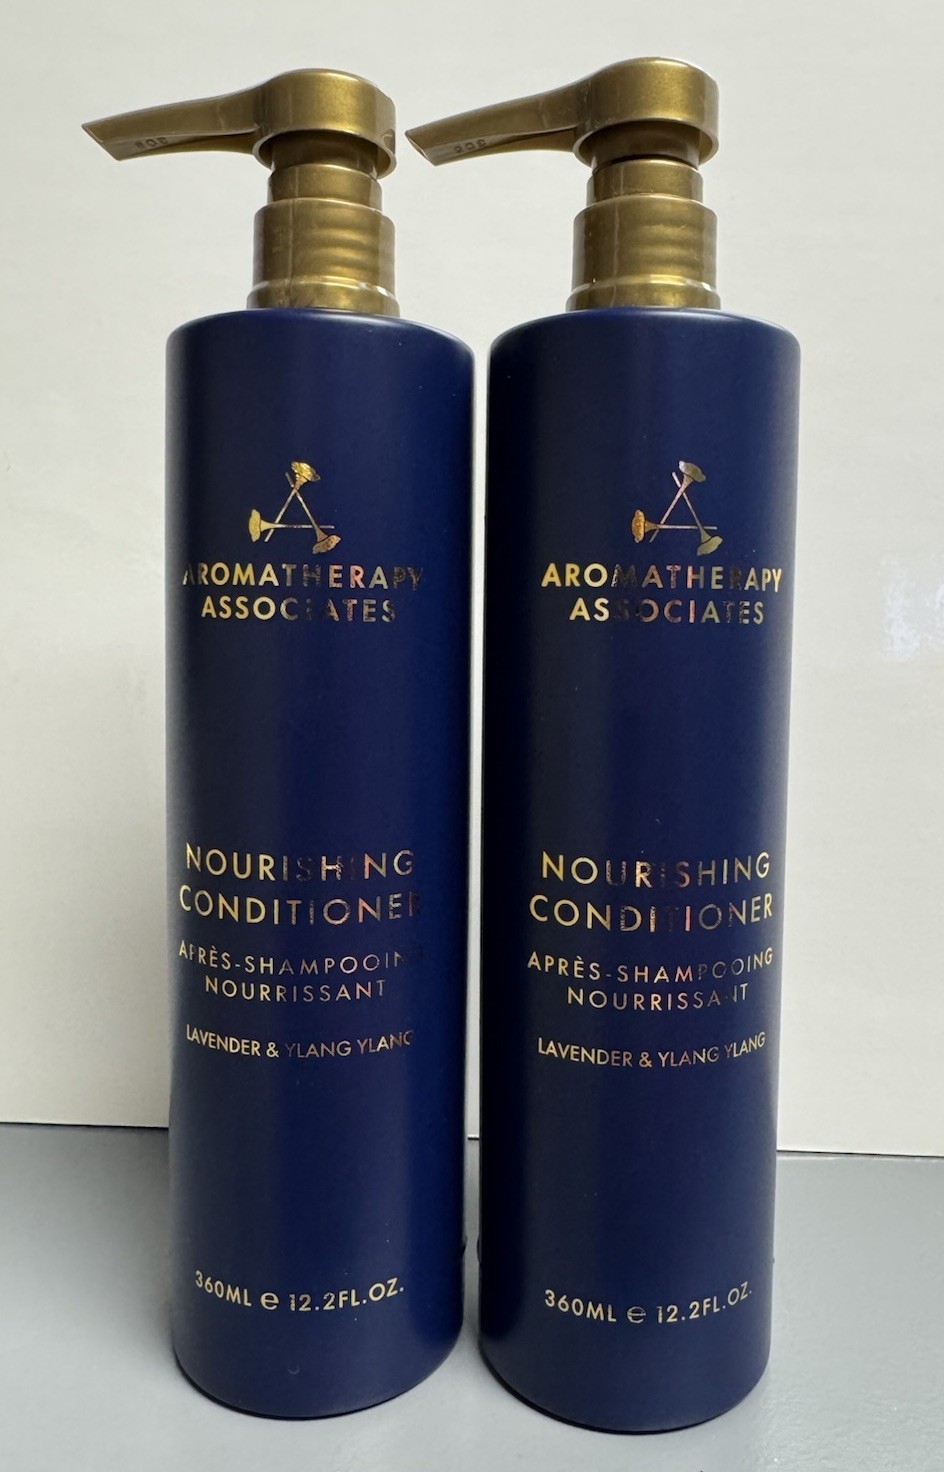 AROMATHERAPY
ASSOCIATES
NOURISHING
CONDITIONER
APRÈS-SHAMPOOING
NOURRISSANT
LAVENDER & YLANG YLANG
360ML e 12.2FL.OZ.
AROMATHERAPY
ASSOCIATES
NOURISHING
CONDITIONER
APRÈS-SHAMPOOING
NOURRISSANT
LAVENDER & YLANG YLANG
360ML e 12.2FL.OZ.